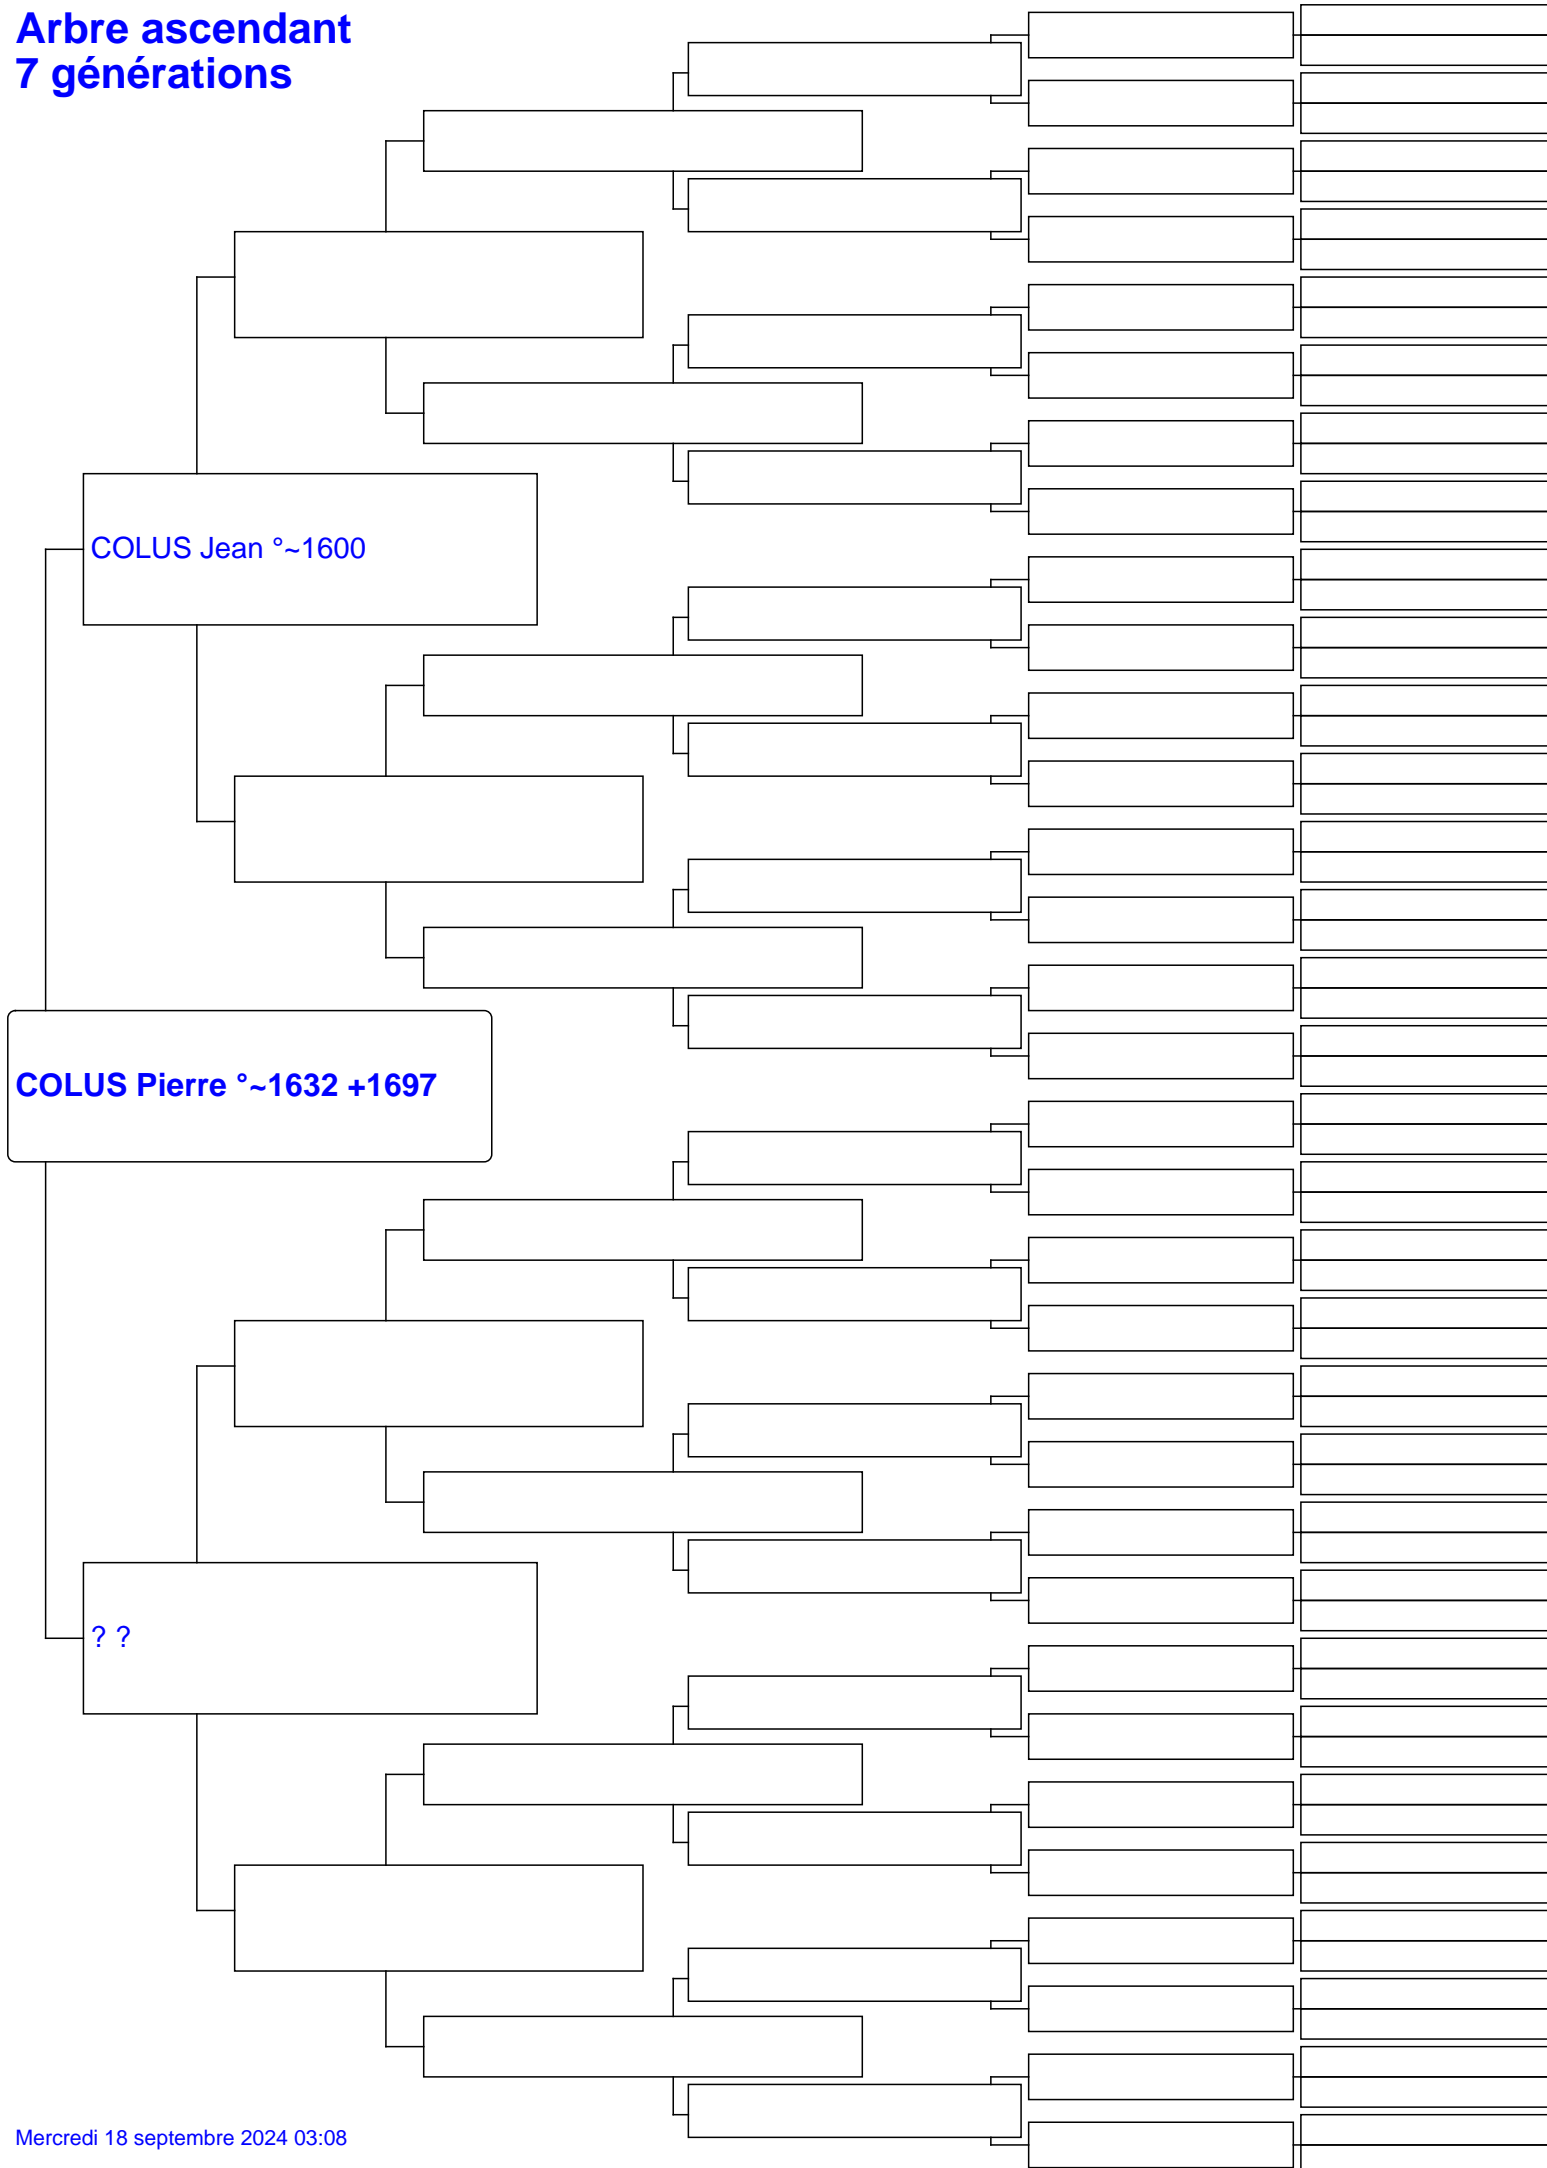 Arbre ascendant
7 générations
COLUS Jean °~1600
COLUS Pierre °~1632 +1697
? ?
Mercredi 18 septembre 2024 03:08